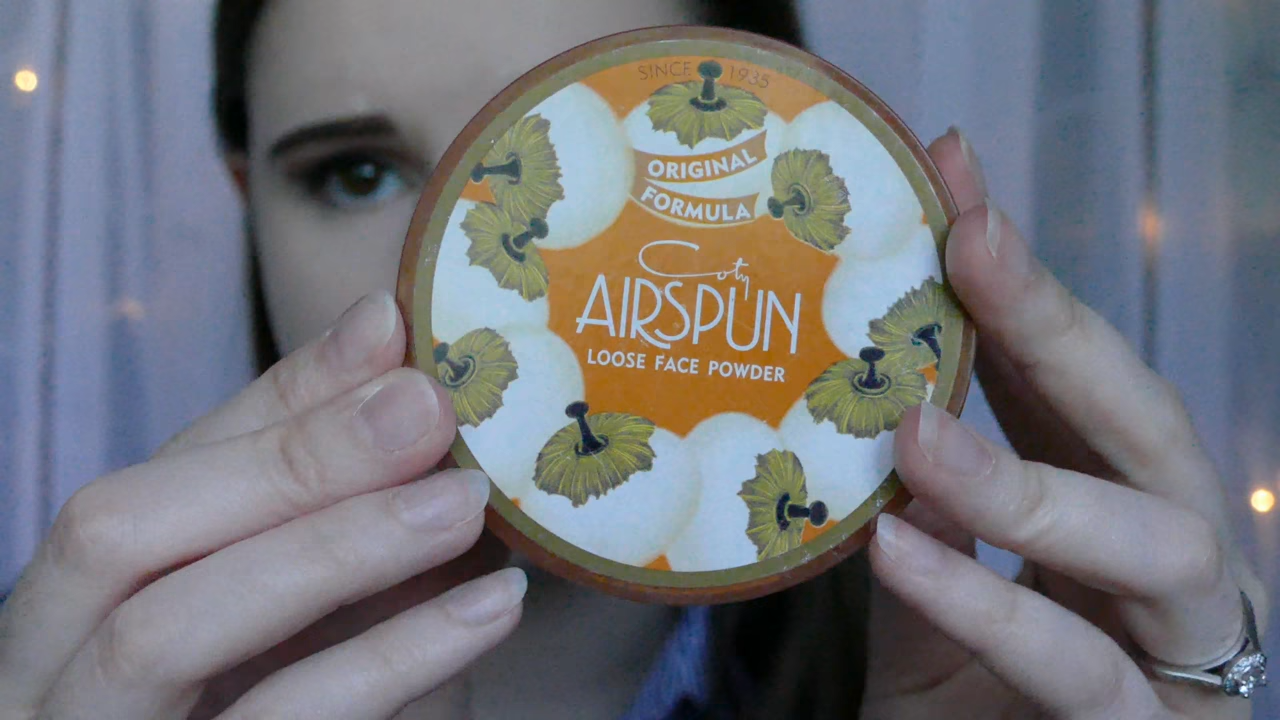 SINCE 1935
ORIGINAL
FORMULA
Coty
AIRSPUN
LOOSE FACE POWDER